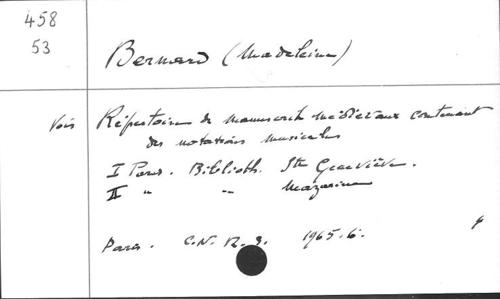 458
53
Bernard (Madeleine)
Voir Répertoire de manuscrits médiévaux contenant
des notations musicales
I Paris. Biblioth. Ste Geneviève.
II " " Mazarine
Paris. C.N.R.S. 1965-6.